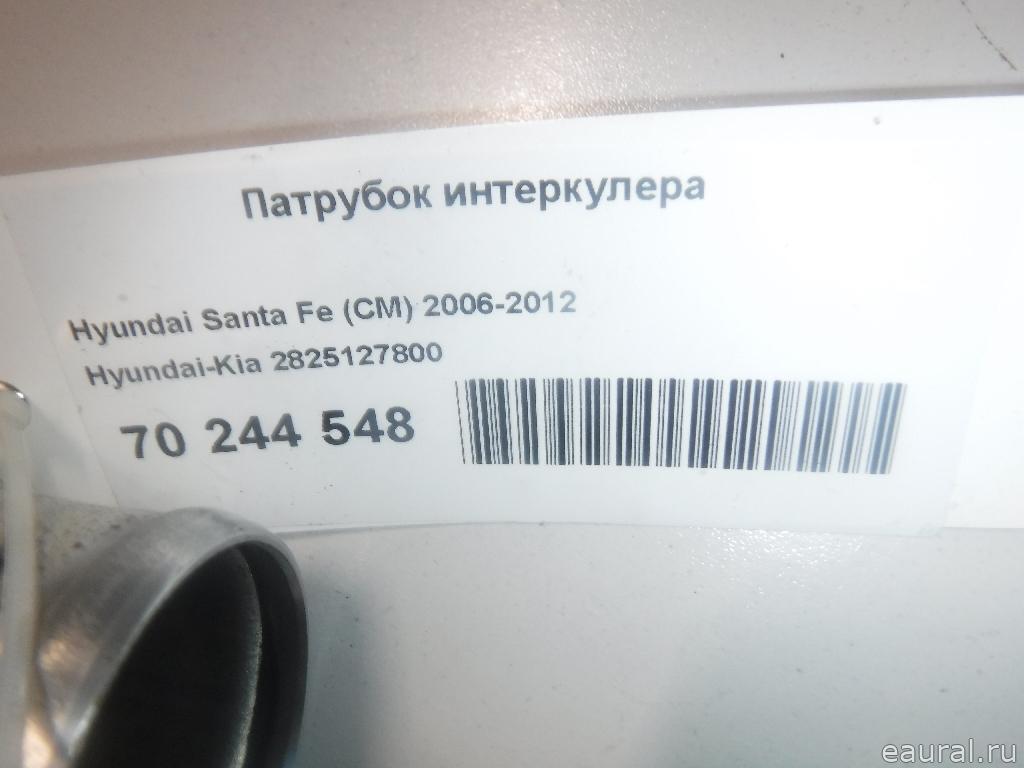 Патрубок интеркулера
Hyundai Santa Fe (CM) 2006-2012
Hyundai-Kia 2825127800
70 244 548
eaural.ru